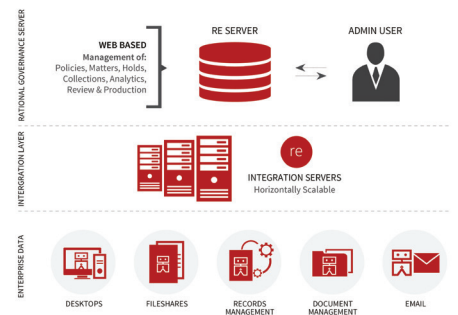 RATIONAL GOVERNANCE SERVER
WEB BASED
Management of:
Policies, Matters, Holds,
Collections, Analytics,
Review & Production
RE SERVER
ADMIN USER
INTERGRATION LAYER
re
INTEGRATION SERVERS
Horizontally Scalable
ENTERPRISE DATA
DESKTOPS
FILESHARES
RECORDS
MANAGEMENT
DOCUMENT
MANAGEMENT
EMAIL